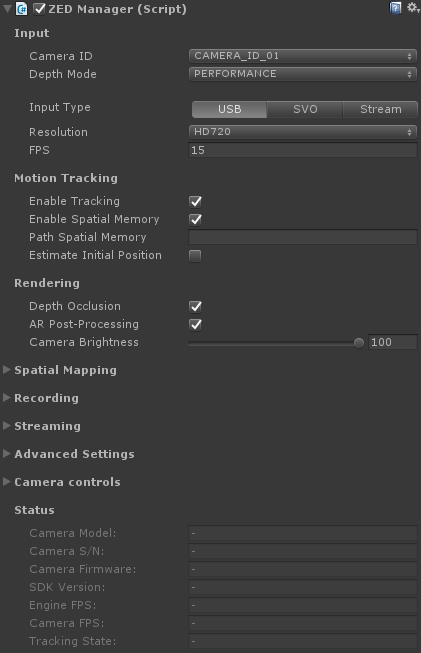 ZED Manager (Script)
Input
Camera ID CAMERA_ID_01
Depth Mode PERFORMANCE
Input Type USB SVO Stream
Resolution HD720
FPS 15
Motion Tracking
Enable Tracking
Enable Spatial Memory
Path Spatial Memory
Estimate Initial Position
Rendering
Depth Occlusion
AR Post-Processing
Camera Brightness 100
Spatial Mapping
Recording
Streaming
Advanced Settings
Camera controls
Status
Camera Model: -
Camera S/N: -
Camera Firmware: -
SDK Version: -
Engine FPS: -
Camera FPS: -
Tracking State: -